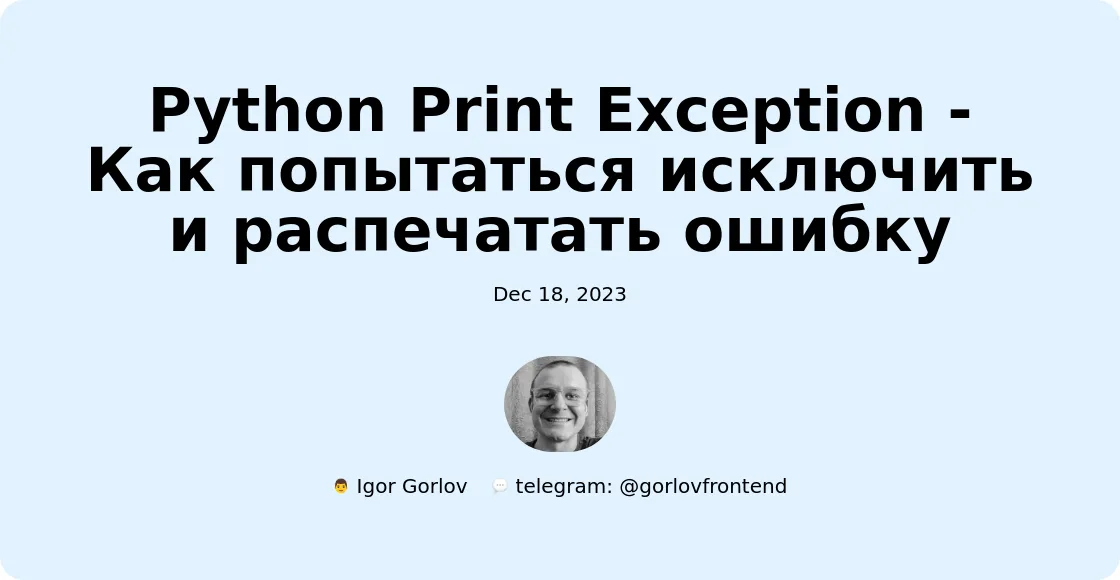 Python Print Exception -
Как попытаться исключить
и распечатать ошибку
Dec 18, 2023
👨 Igor Gorlov 💬 telegram: @gorlovfrontend